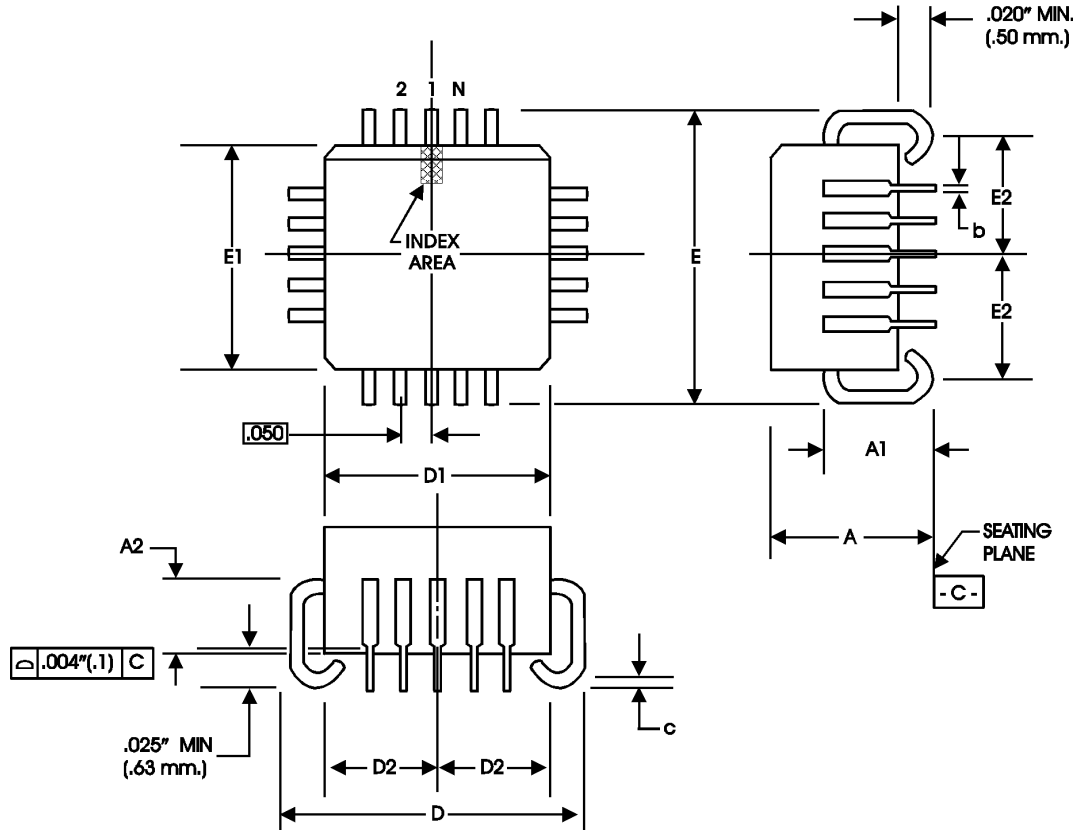 .020" MIN.
(.50 mm.)
2 1 N
E1
INDEX
AREA
E
E2
b
E2
.050
D1
A1
A
SEATING
PLANE
- C -
A2
.004"(.1) C
c
.025" MIN
(.63 mm.)
D2 D2
D